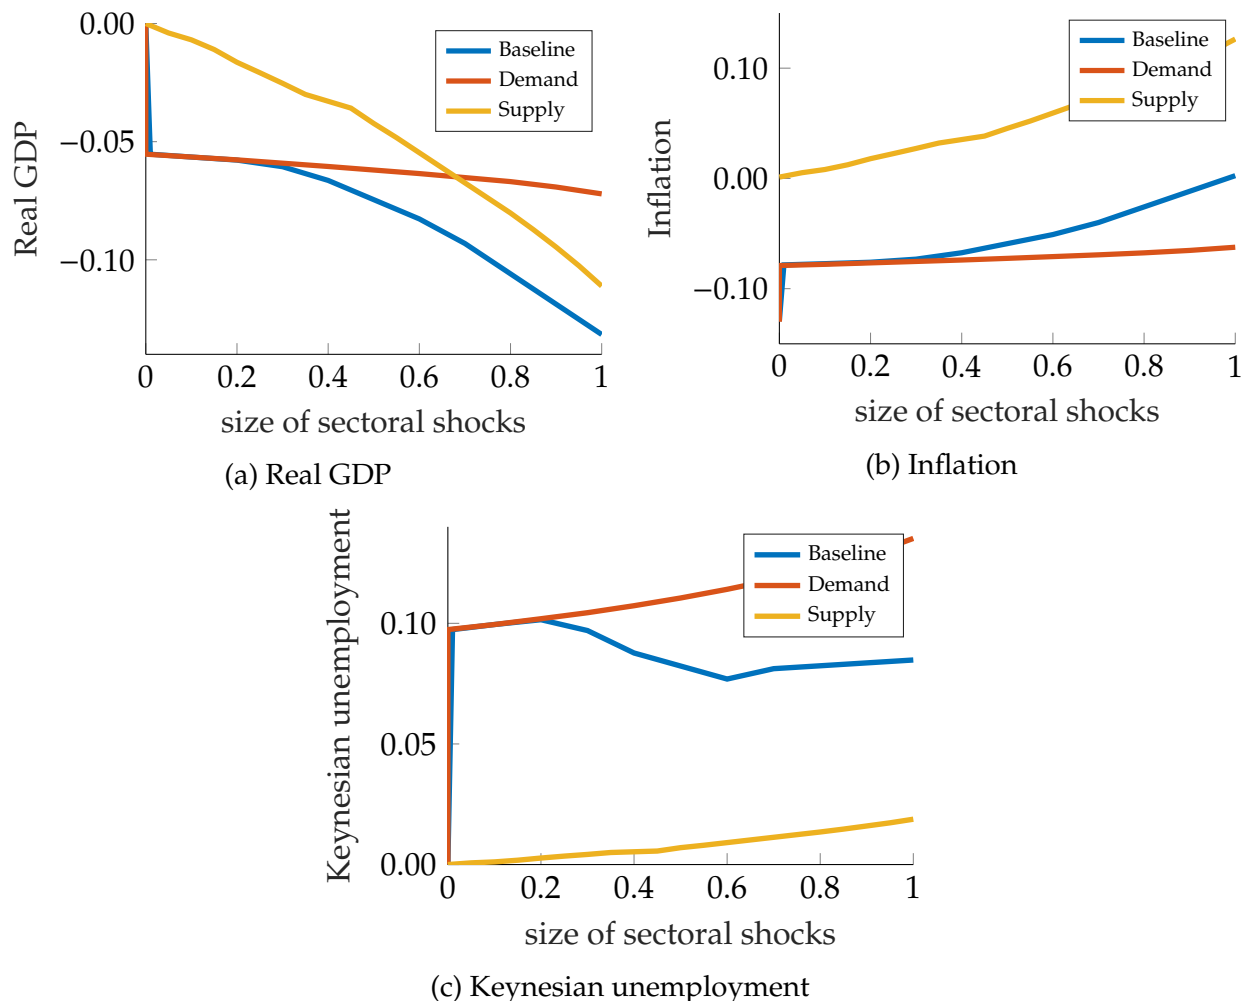 0.00
−0.05
−0.10
Real GDP
Baseline
Demand
Supply
0 0.2 0.4 0.6 0.8 1
size of sectoral shocks
(a) Real GDP
0.10
0.00
−0.10
Inflation
Baseline
Demand
Supply
0 0.2 0.4 0.6 0.8 1
size of sectoral shocks
(b) Inflation
0.10
0.05
0.00
Keynesian unemployment
Baseline
Demand
Supply
0 0.2 0.4 0.6 0.8 1
size of sectoral shocks
(c) Keynesian unemployment